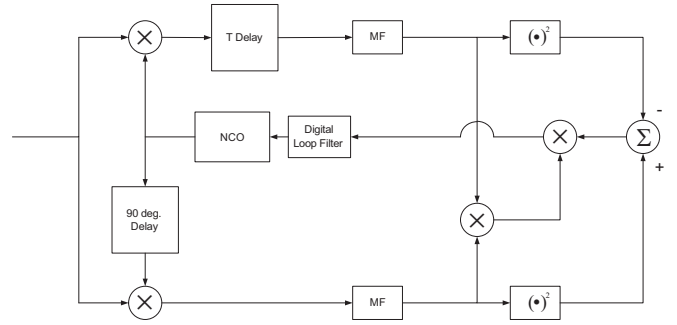 T Delay
MF
(•)²
-
NCO
Digital
Loop Filter
×
Σ
+
90 deg.
Delay
MF
(•)²